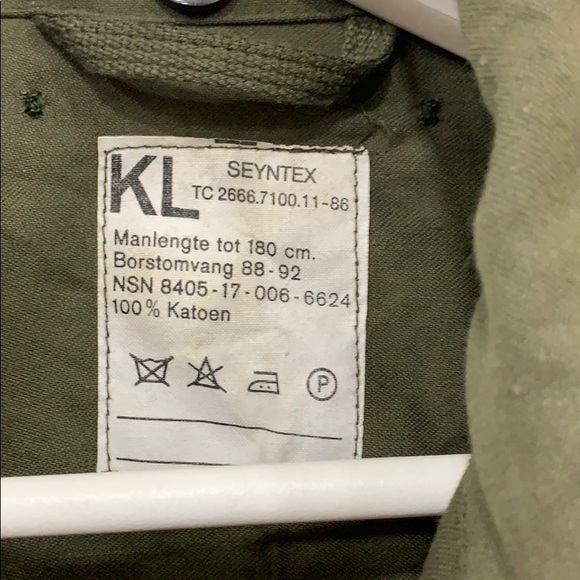 KL
SEYNTEX
TC 2666.7100.11-86
Manlengte tot 180 cm.
Borstomvang 88-92
NSN 8405-17-006-6624
100% Katoen
P